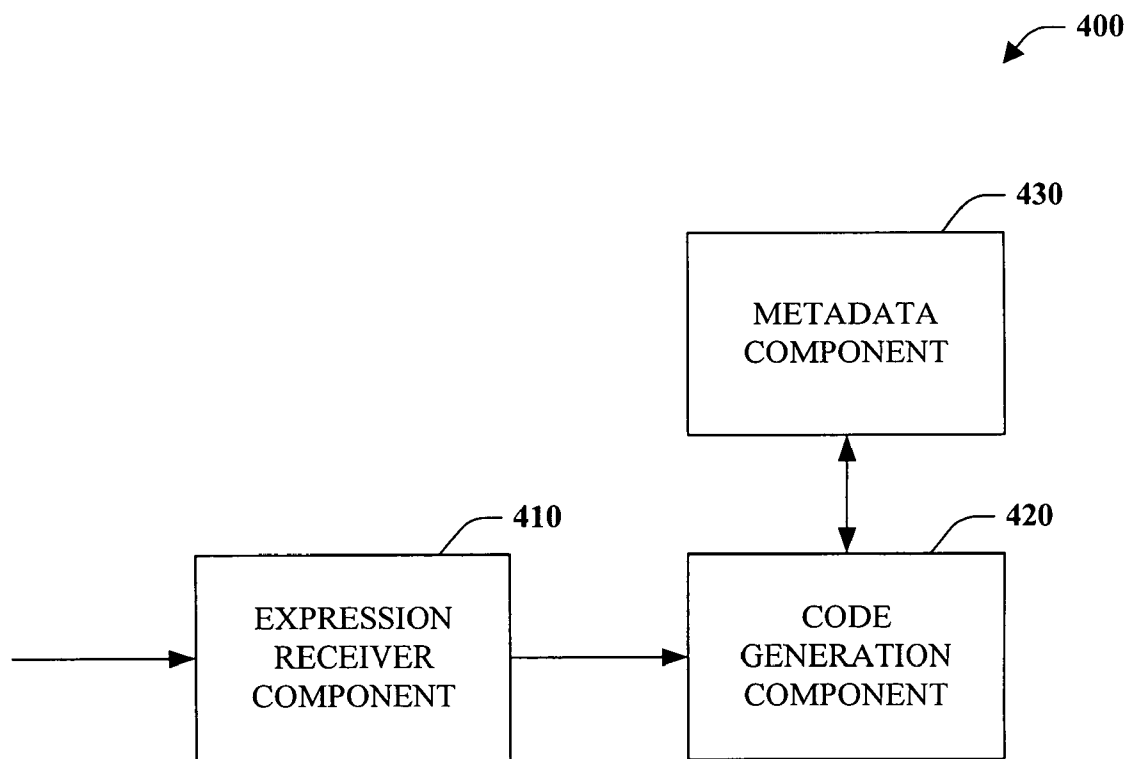 400
430
METADATA
COMPONENT
410
420
EXPRESSION
RECEIVER
COMPONENT
CODE
GENERATION
COMPONENT